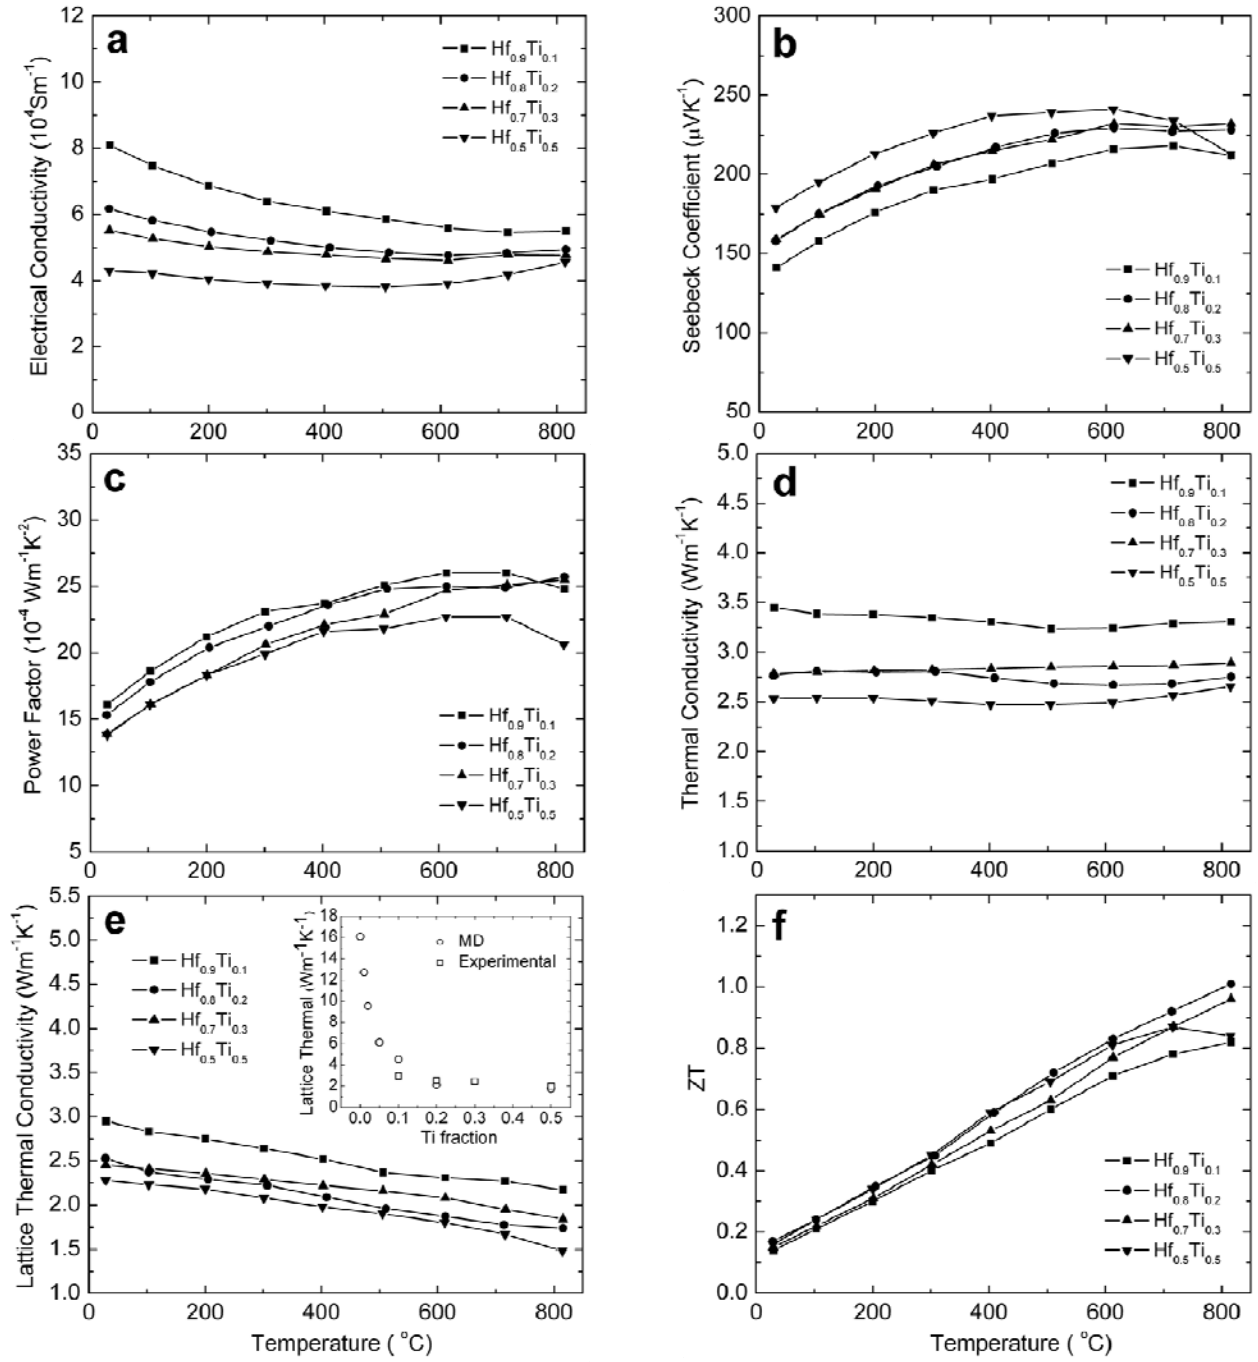 a
Electrical Conductivity (10⁴Sm⁻¹)
12
10
8
6
4
2
0
0 200 400 600 800
Hf₀.₉Ti₀.₁
Hf₀.₈Ti₀.₂
Hf₀.₇Ti₀.₃
Hf₀.₅Ti₀.₅
b
Seebeck Coefficient (μVK⁻¹)
300
250
200
150
100
50
0 200 400 600 800
Hf₀.₉Ti₀.₁
Hf₀.₈Ti₀.₂
Hf₀.₇Ti₀.₃
Hf₀.₅Ti₀.₅
c
Power Factor (10⁻⁴ Wm⁻¹K⁻²)
35
30
25
20
15
10
5
0 200 400 600 800
Hf₀.₉Ti₀.₁
Hf₀.₈Ti₀.₂
Hf₀.₇Ti₀.₃
Hf₀.₅Ti₀.₅
d
Thermal Conductivity (Wm⁻¹K⁻¹)
5.0
4.5
4.0
3.5
3.0
2.5
2.0
1.5
1.0
0 200 400 600 800
Hf₀.₉Ti₀.₁
Hf₀.₈Ti₀.₂
Hf₀.₇Ti₀.₃
Hf₀.₅Ti₀.₅
e
Lattice Thermal Conductivity (Wm⁻¹K⁻¹)
5.5
5.0
4.5
4.0
3.5
3.0
2.5
2.0
1.5
1.0
0 200 400 600 800
Temperature ( °C)
Hf₀.₉Ti₀.₁
Hf₀.₈Ti₀.₂
Hf₀.₇Ti₀.₃
Hf₀.₅Ti₀.₅
Lattice Thermal (Wm⁻¹K⁻¹)
18
16
14
12
10
8
6
4
2
0
0.0 0.1 0.2 0.3 0.4 0.5
Ti fraction
MD
Experimental
f
ZT
1.2
1.0
0.8
0.6
0.4
0.2
0.0
0 200 400 600 800
Temperature ( °C)
Hf₀.₉Ti₀.₁
Hf₀.₈Ti₀.₂
Hf₀.₇Ti₀.₃
Hf₀.₅Ti₀.₅